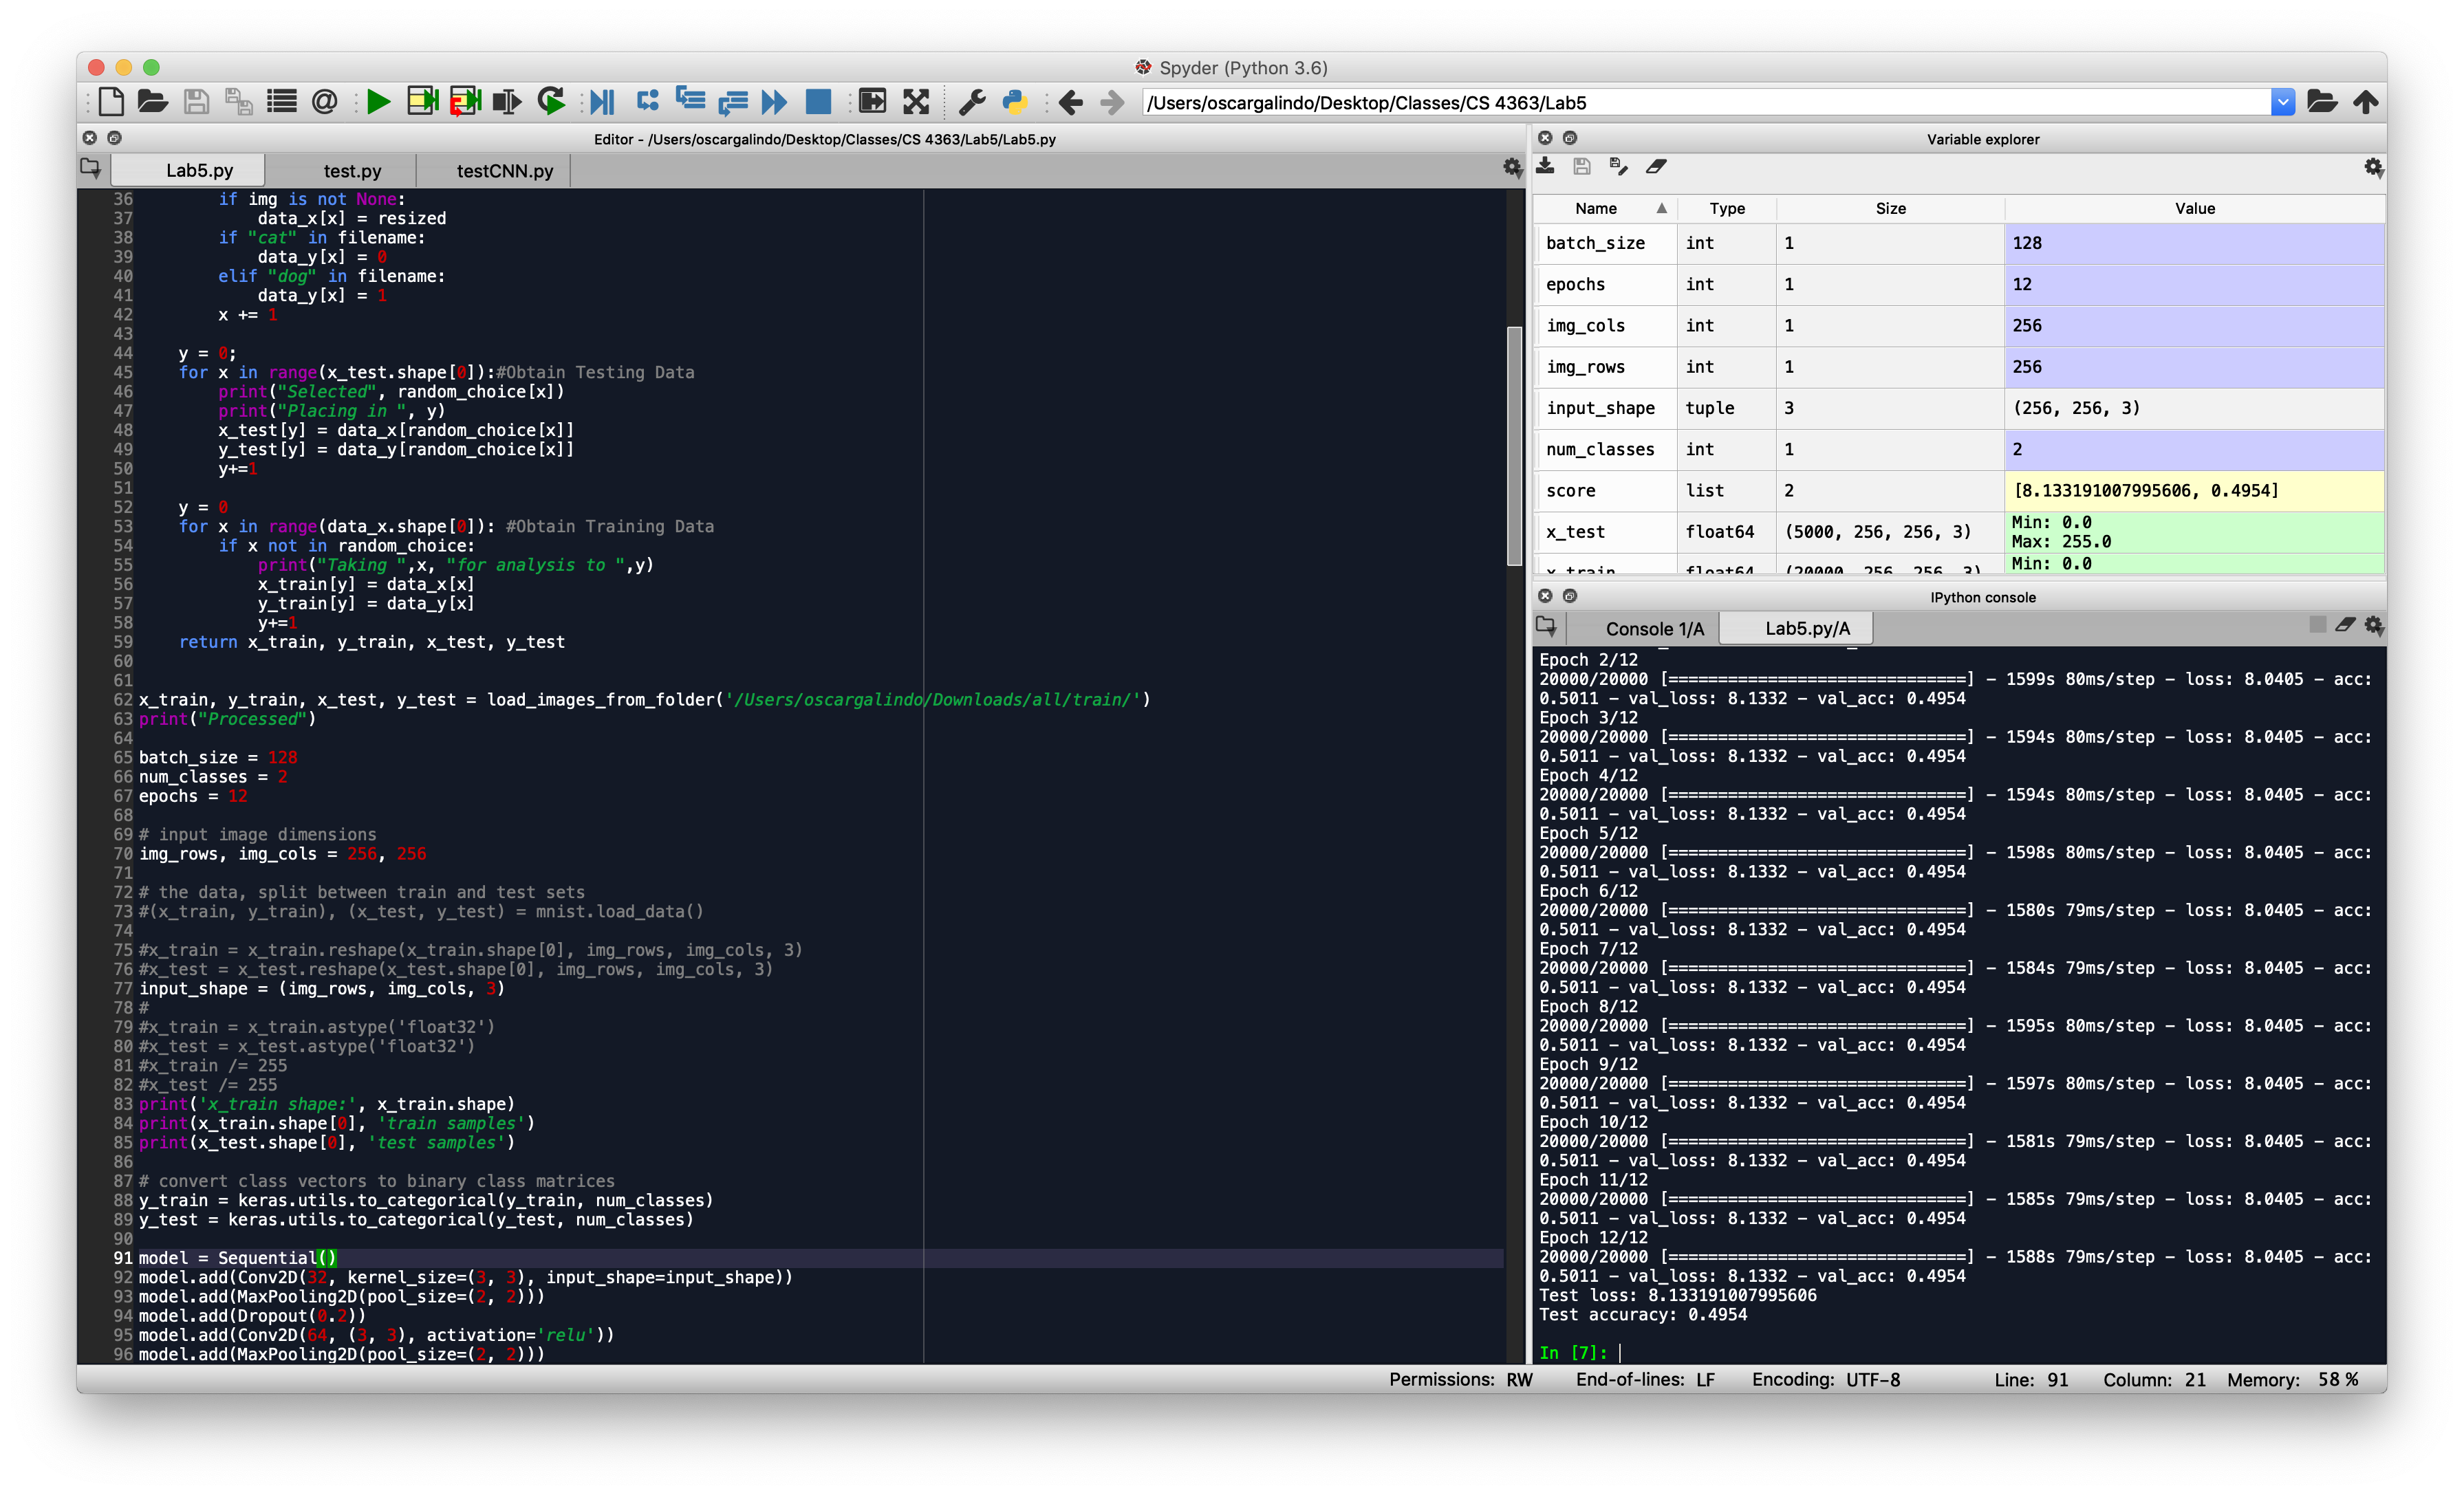 Spyder (Python 3.6)
/Users/oscargalindo/Desktop/Classes/CS 4363/Lab5
Editor - /Users/oscargalindo/Desktop/Classes/CS 4363/Lab5/Lab5.py
Lab5.py test.py testCNN.py
36         if img is not None:
37             data_x[x] = resized
38         if "cat" in filename:
39             data_y[x] = 0
40         elif "dog" in filename:
41             data_y[x] = 1
42         x += 1
43
44     y = 0;
45     for x in range(x_test.shape[0]):#Obtain Testing Data
46         print("Selected", random_choice[x])
47         print("Placing in ", y)
48         x_test[y] = data_x[random_choice[x]]
49         y_test[y] = data_y[random_choice[x]]
50         y+=1
51
52     y = 0
53     for x in range(data_x.shape[0]): #Obtain Training Data
54         if x not in random_choice:
55             print("Taking ",x, "for analysis to ",y)
56             x_train[y] = data_x[x]
57             y_train[y] = data_y[x]
58             y+=1
59     return x_train, y_train, x_test, y_test
60
61
62 x_train, y_train, x_test, y_test = load_images_from_folder('/Users/oscargalindo/Downloads/all/train/')
63 print("Processed")
64
65 batch_size = 128
66 num_classes = 2
67 epochs = 12
68
69 # input image dimensions
70 img_rows, img_cols = 256, 256
71
72 # the data, split between train and test sets
73 #(x_train, y_train), (x_test, y_test) = mnist.load_data()
74
75 #x_train = x_train.reshape(x_train.shape[0], img_rows, img_cols, 3)
76 #x_test = x_test.reshape(x_test.shape[0], img_rows, img_cols, 3)
77 input_shape = (img_rows, img_cols, 3)
78 #
79 #x_train = x_train.astype('float32')
80 #x_test = x_test.astype('float32')
81 #x_train /= 255
82 #x_test /= 255
83 print('x_train shape:', x_train.shape)
84 print(x_train.shape[0], 'train samples')
85 print(x_test.shape[0], 'test samples')
86
87 # convert class vectors to binary class matrices
88 y_train = keras.utils.to_categorical(y_train, num_classes)
89 y_test = keras.utils.to_categorical(y_test, num_classes)
90
91 model = Sequential()
92 model.add(Conv2D(32, kernel_size=(3, 3), input_shape=input_shape))
93 model.add(MaxPooling2D(pool_size=(2, 2)))
94 model.add(Dropout(0.2))
95 model.add(Conv2D(64, (3, 3), activation='relu'))
96 model.add(MaxPooling2D(pool_size=(2, 2)))
Variable explorer
Name Type Size Value
batch_size int 1 128
epochs int 1 12
img_cols int 1 256
img_rows int 1 256
input_shape tuple 3 (256, 256, 3)
num_classes int 1 2
score list 2 [8.133191007995606, 0.4954]
x_test float64 (5000, 256, 256, 3) Min: 0.0
Max: 255.0
x_train float64 (20000, 256, 256, 3) Min: 0.0
IPython console
Console 1/A Lab5.py/A
Epoch 2/12
20000/20000 [==============================] - 1599s 80ms/step - loss: 8.0405 - acc:
0.5011 - val_loss: 8.1332 - val_acc: 0.4954
Epoch 3/12
20000/20000 [==============================] - 1594s 80ms/step - loss: 8.0405 - acc:
0.5011 - val_loss: 8.1332 - val_acc: 0.4954
Epoch 4/12
20000/20000 [==============================] - 1594s 80ms/step - loss: 8.0405 - acc:
0.5011 - val_loss: 8.1332 - val_acc: 0.4954
Epoch 5/12
20000/20000 [==============================] - 1598s 80ms/step - loss: 8.0405 - acc:
0.5011 - val_loss: 8.1332 - val_acc: 0.4954
Epoch 6/12
20000/20000 [==============================] - 1580s 79ms/step - loss: 8.0405 - acc:
0.5011 - val_loss: 8.1332 - val_acc: 0.4954
Epoch 7/12
20000/20000 [==============================] - 1584s 79ms/step - loss: 8.0405 - acc:
0.5011 - val_loss: 8.1332 - val_acc: 0.4954
Epoch 8/12
20000/20000 [==============================] - 1595s 80ms/step - loss: 8.0405 - acc:
0.5011 - val_loss: 8.1332 - val_acc: 0.4954
Epoch 9/12
20000/20000 [==============================] - 1597s 80ms/step - loss: 8.0405 - acc:
0.5011 - val_loss: 8.1332 - val_acc: 0.4954
Epoch 10/12
20000/20000 [==============================] - 1581s 79ms/step - loss: 8.0405 - acc:
0.5011 - val_loss: 8.1332 - val_acc: 0.4954
Epoch 11/12
20000/20000 [==============================] - 1585s 79ms/step - loss: 8.0405 - acc:
0.5011 - val_loss: 8.1332 - val_acc: 0.4954
Epoch 12/12
20000/20000 [==============================] - 1588s 79ms/step - loss: 8.0405 - acc:
0.5011 - val_loss: 8.1332 - val_acc: 0.4954
Test loss: 8.133191007995606
Test accuracy: 0.4954
In [7]:
Permissions: RW End-of-lines: LF Encoding: UTF-8 Line: 91 Column: 21 Memory: 58 %